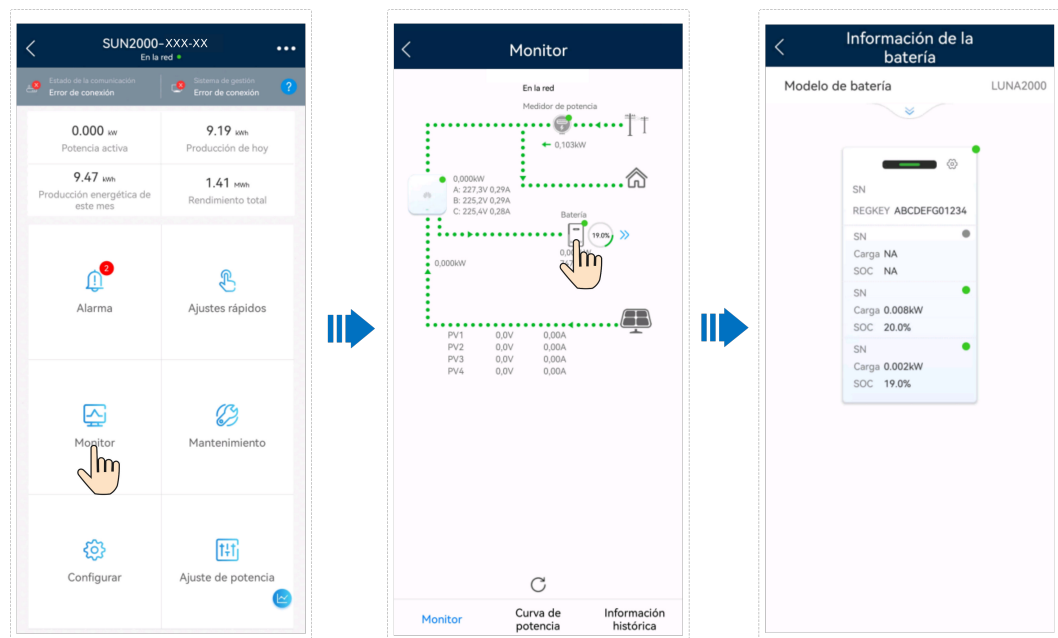 SUN2000-XXX-XX
En la red
Estado de la comunicación
Error de conexión
Sistema de gestión
Error de conexión
?
0.000 kW
Potencia activa
9.19 kWh
Producción de hoy
9.47 kWh
Producción energética de
este mes
1.41 MWh
Rendimiento total
2
Alarma
Ajustes rápidos
Monitor
Mantenimiento
Configurar
Ajuste de potencia
Monitor
En la red
Medidor de potencia
0,103kW
0,000kW
A: 227,3V 0,29A
B: 225,2V 0,29A
C: 225,4V 0,28A
Batería
19.0%
0,000kW
PV1 0,0V 0,00A
PV2 0,0V 0,00A
PV3 0,0V 0,00A
PV4 0,0V 0,00A
Monitor
Curva de
potencia
Información
histórica
Información de la
batería
Modelo de batería LUNA2000
SN
REGKEY ABCDEFG01234
SN
Carga NA
SOC NA
SN
Carga 0.008kW
SOC 20.0%
SN
Carga 0.002kW
SOC 19.0%